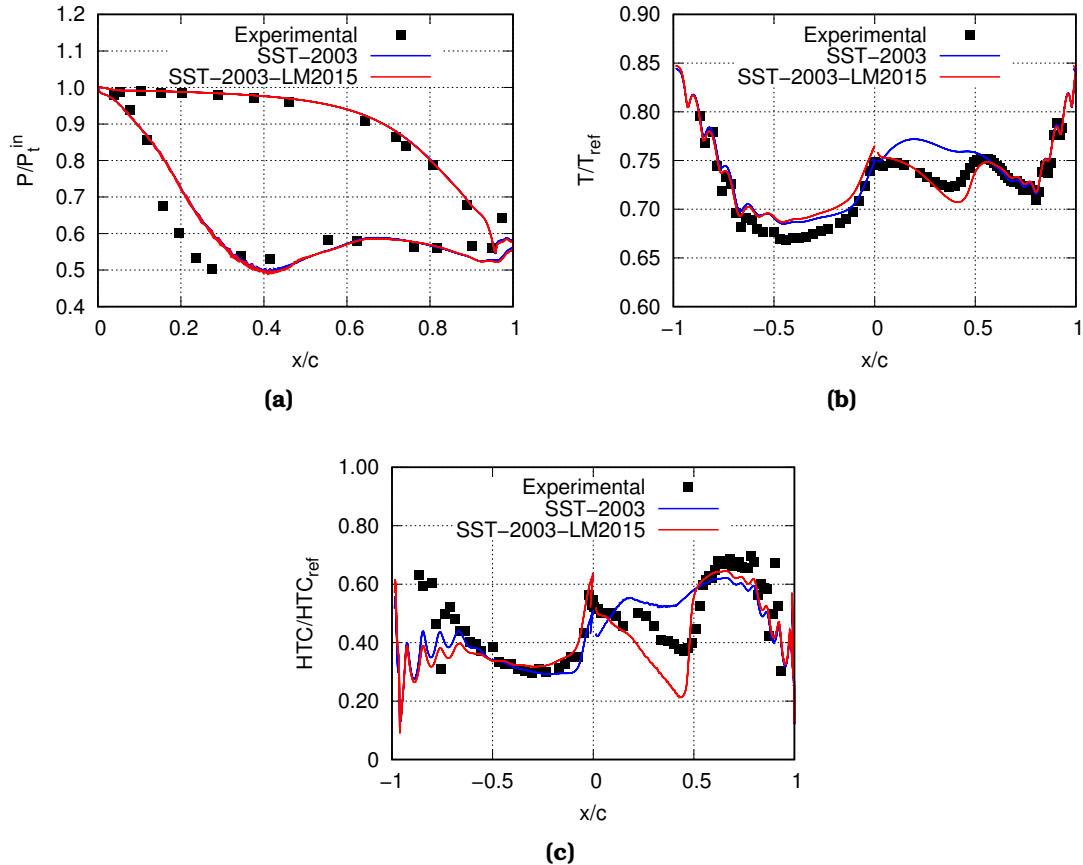 1.2
1.1
1.0
0.9
0.8
0.7
0.6
0.5
0.4
P/P_t^in
Experimental
SST−2003
SST−2003−LM2015
0 0.2 0.4 0.6 0.8 1
x/c
(a)
0.90
0.85
0.80
0.75
0.70
0.65
0.60
T/T_ref
Experimental
SST−2003
SST−2003−LM2015
−1 −0.5 0 0.5 1
x/c
(b)
1.00
0.80
0.60
0.40
0.20
0
HTC/HTC_ref
Experimental
SST−2003
SST−2003−LM2015
−1 −0.5 0 0.5 1
x/c
(c)